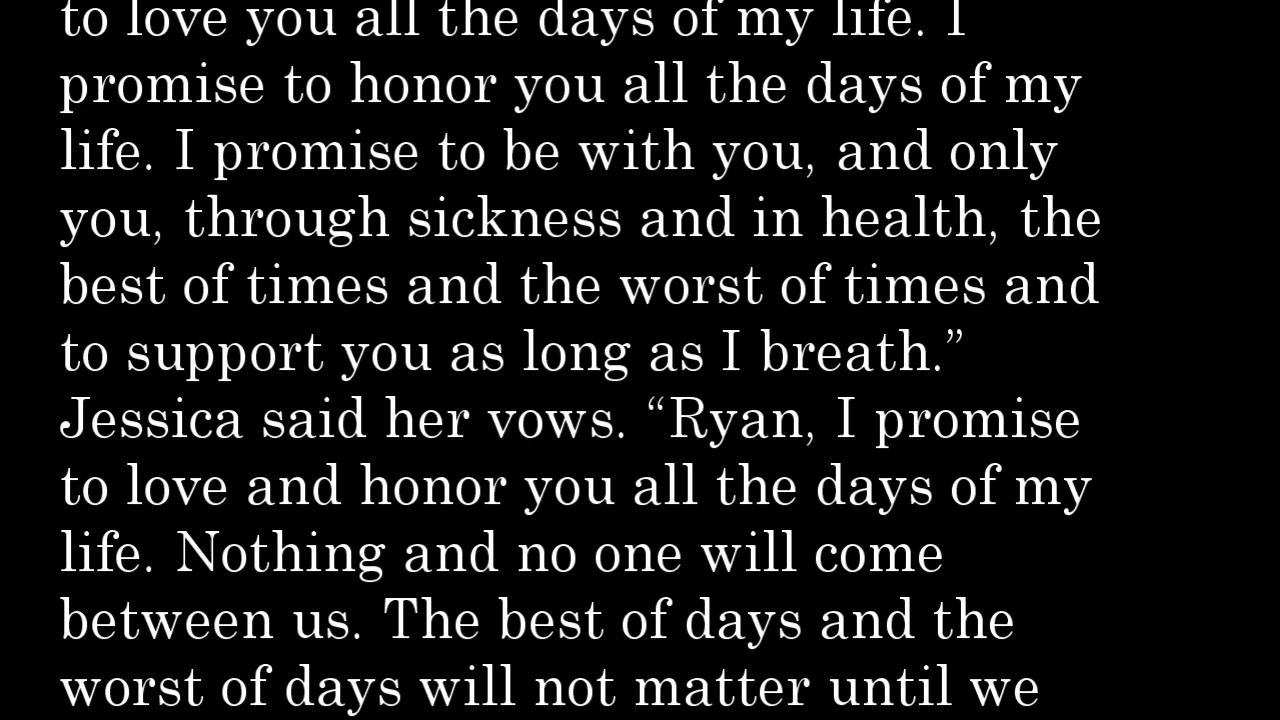 to love you all the days of my life. I
promise to honor you all the days of my
life. I promise to be with you, and only
you, through sickness and in health, the
best of times and the worst of times and
to support you as long as I breath.”
Jessica said her vows. “Ryan, I promise
to love and honor you all the days of my
life. Nothing and no one will come
between us. The best of days and the
worst of days will not matter until we